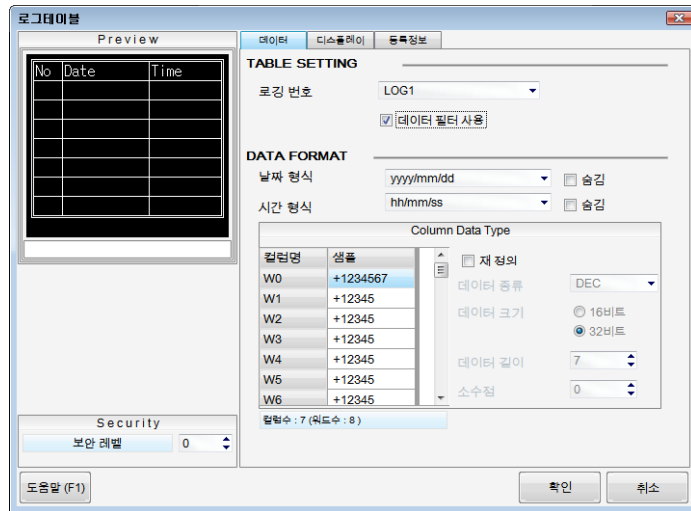 로그테이블
Preview
No Date Time
Security
보안 레벨 0
데이터 디스플레이 등록정보
TABLE SETTING
로깅 번호 LOG1
데이터 필터 사용
DATA FORMAT
날짜 형식 yyyy/mm/dd 숨김
시간 형식 hh/mm/ss 숨김
Column Data Type
컬럼명 샘플
W0 +1234567
W1 +12345
W2 +12345
W3 +12345
W4 +12345
W5 +12345
W6 +12345
재 정의
데이터 종류 DEC
데이터 크기 16비트
32비트
데이터 길이 7
소수점 0
컬럼수 : 7 (워드수 : 8 )
도움말 (F1) 확인 취소